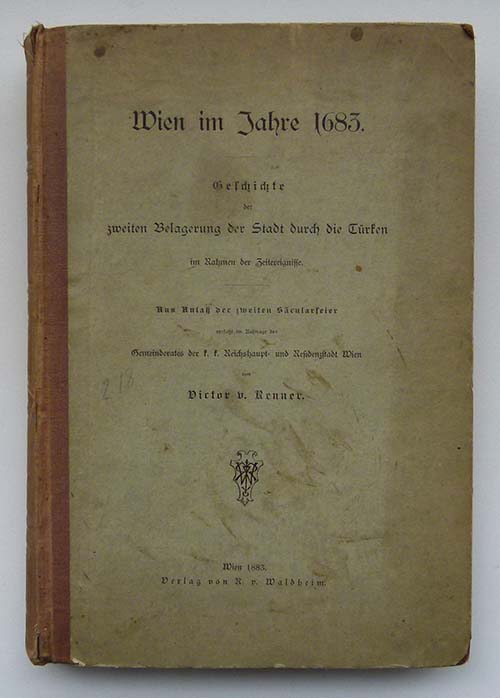 Wien im Jahre 1683.
Geschichte
der
zweiten Belagerung der Stadt durch die Türken
im Rahmen der Zeitereignisse.
Aus Anlaß der zweiten Säcularfeier
verfaßt im Auftrage des
Gemeinderates der k. k. Reichshaupt- und Residenzstadt Wien
von
Victor v. Renner.
Wien 1883.
Verlag von R. v. Waldheim.